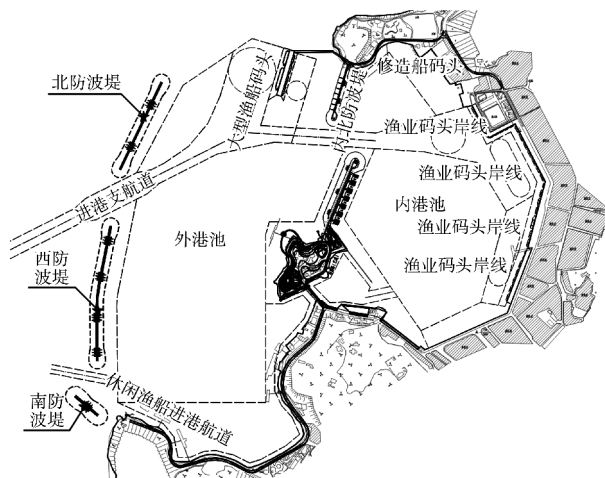 北防波堤
大型渔船码头
内北防波堤
修造船码头
渔业码头岸线
渔业码头岸线
进港支航道
外港池
内港池
渔业码头岸线
西防
波堤
渔业码头岸线
休闲渔船进港航道
南防
波堤